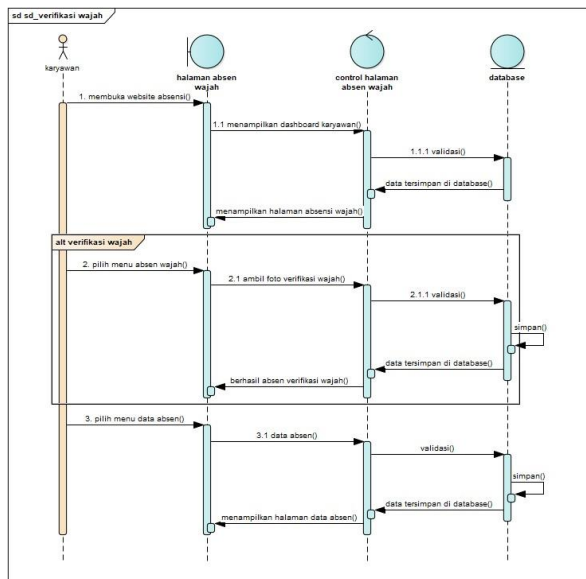 sd sd_verifikasi wajah
karyawan
halaman absen
wajah
control halaman
absen wajah
database
1. membuka website absensi()
1.1 menampilkan dashboard karyawan()
1.1.1 validasi()
data tersimpan di database()
menampilkan halaman absensi wajah()
alt verifikasi wajah
2. pilih menu absen wajah()
2.1 ambil foto verifikasi wajah()
2.1.1 validasi()
simpan()
data tersimpan di database()
berhasil absen verifikasi wajah()
3. pilih menu data absen()
3.1 data absen()
validasi()
simpan()
data tersimpan di database()
menampilkan halaman data absen()